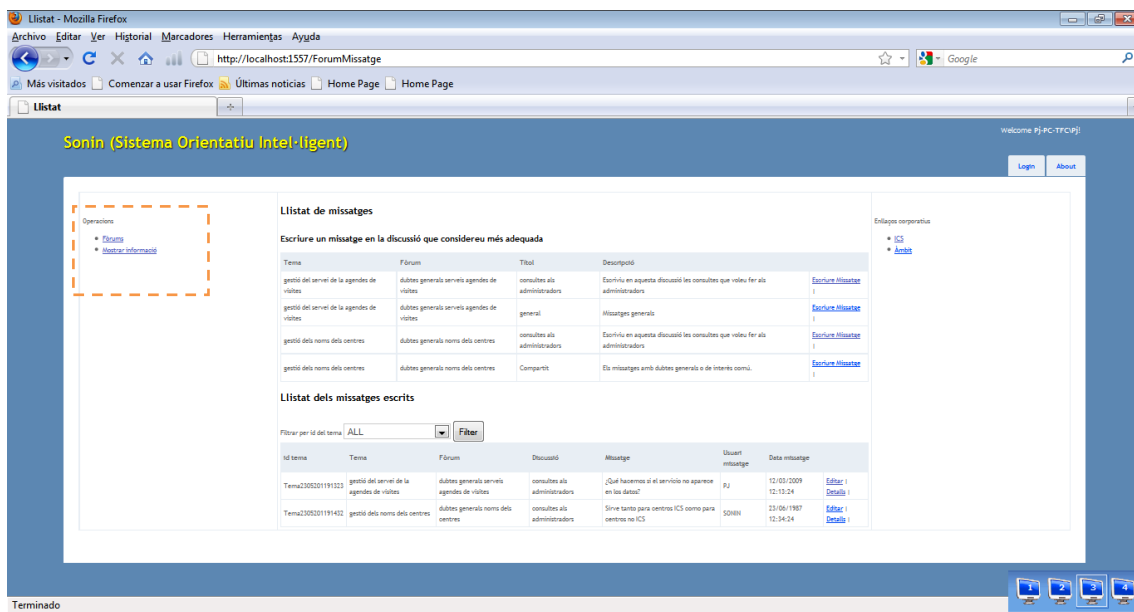 Llistat - Mozilla Firefox
Archivo Editar Ver Historial Marcadores Herramientas Ayuda
http://localhost:1557/ForumMissatge
Google
Más visitados Comenzar a usar Firefox Últimas noticias Home Page Home Page
Llistat
Welcome Pj-PC-TFC\Pj!
Sonin (Sistema Orientatiu Intel·ligent)
Login About
Operacions
Fòrums
Mostrar informació
Llistat de missatges
Escriure un missatge en la discussió que considereu més adequada
Tema Fòrum Títol Descripció
gestió del servei de la agendes de visites dubtes generals serveis agendes de visites consultes als administradors Escriviu en aquesta discussió les consultes que voleu fer als administradors Escriure Missatge |
gestió del servei de la agendes de visites dubtes generals serveis agendes de visites general Missatges generals Escriure Missatge |
gestió dels noms dels centres dubtes generals noms dels centres consultes als administradors Escriviu en aquesta discussió les consultes que voleu fer als administradors Escriure Missatge |
gestió dels noms dels centres dubtes generals noms dels centres Compartit Els missatges amb dubtes generals o de interès comú. Escriure Missatge |
Llistat dels missatges escrits
Filtrar per id del tema ALL Filter
Id tema Tema Fòrum Discussió Missatge Usuari missatge Data missatge
Tema2305201191323 gestió del servei de la agendes de visites dubtes generals serveis agendes de visites consultes als administradors ¿Qué hacemos si el servicio no aparece en los datos? PJ 12/03/2009 12:13:24 Editar | Detalls |
Tema2305201191432 gestió dels noms dels centres dubtes generals noms dels centres consultes als administradors Sirve tanto para centros ICS como para centros no ICS SONIN 23/06/1987 12:34:24 Editar | Detalls |
Enllaços corporatius
ICS
Àmbit
1 2 3 4
Terminado